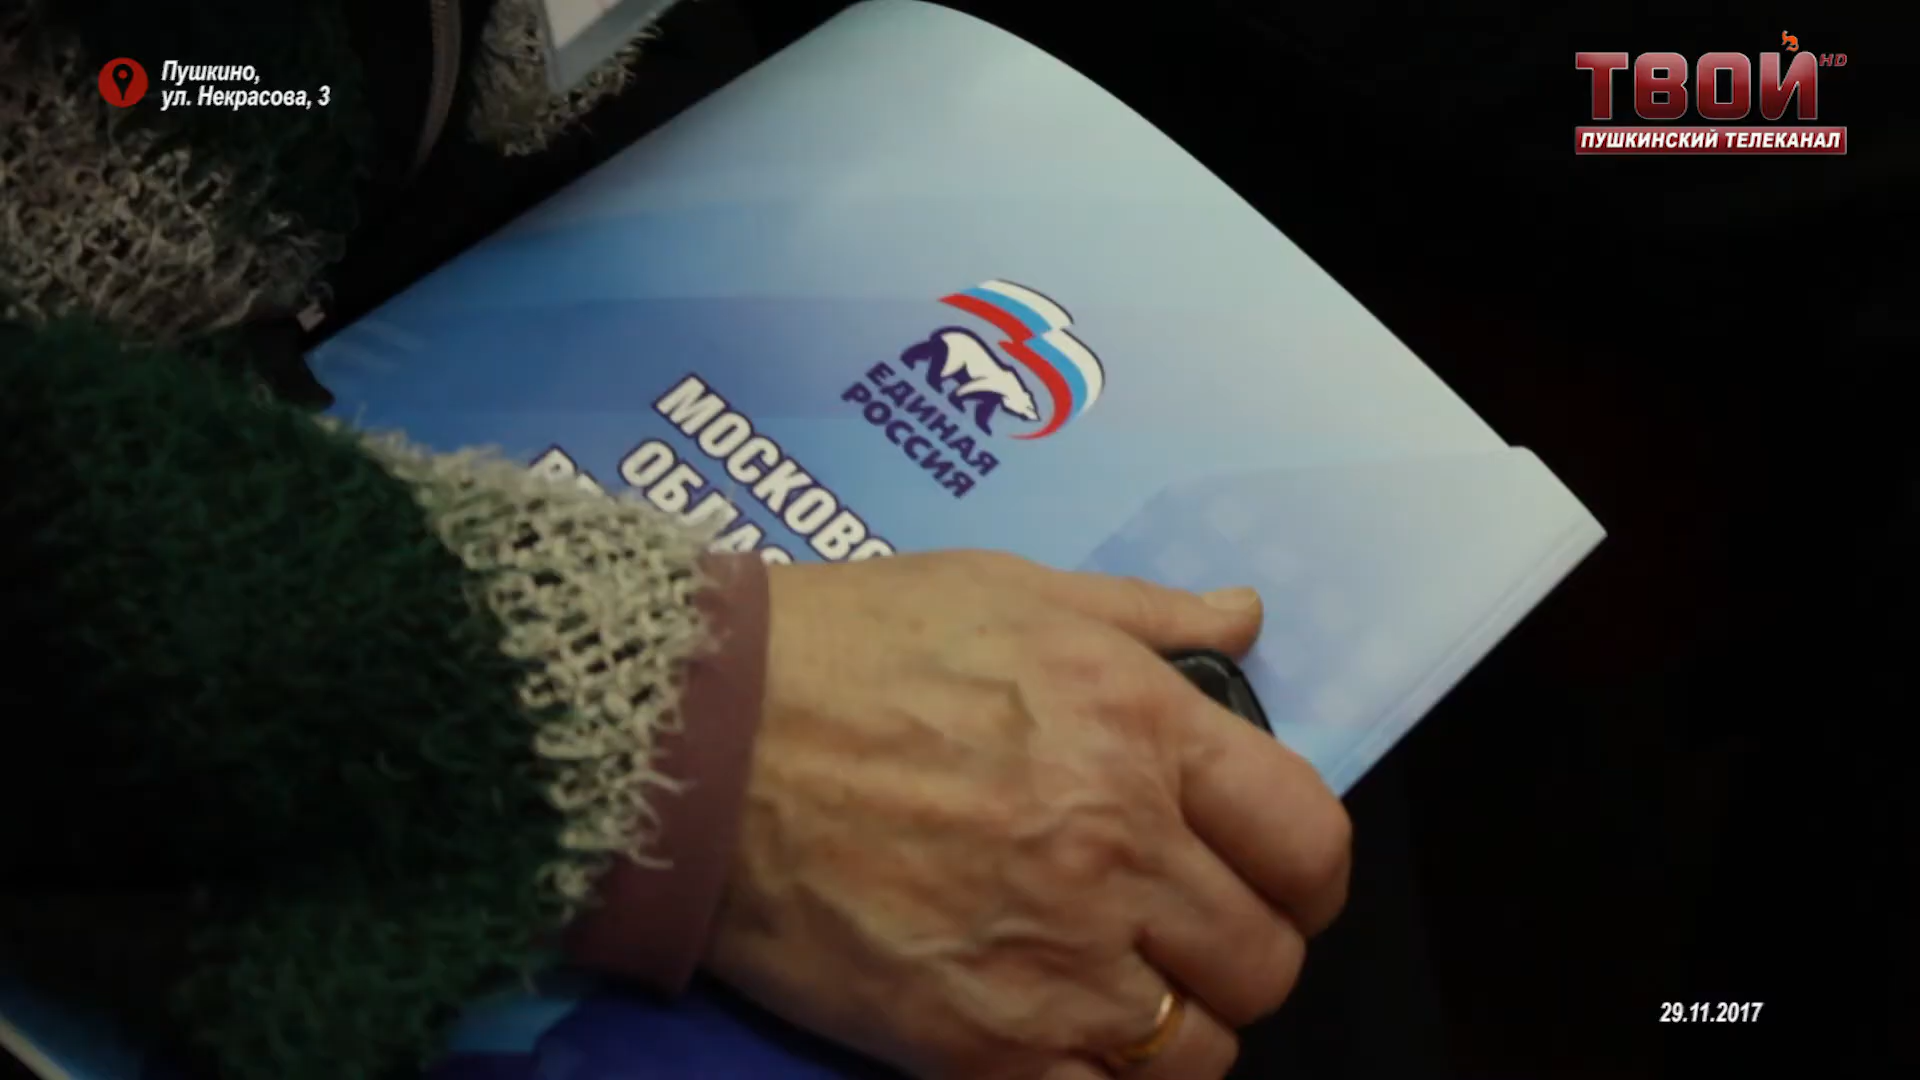 Пушкино,
ул. Некрасова, 3
ТВОЙ HD
ПУШКИНСКИЙ ТЕЛЕКАНАЛ
ЕДИНАЯ
РОССИЯ
29.11.2017